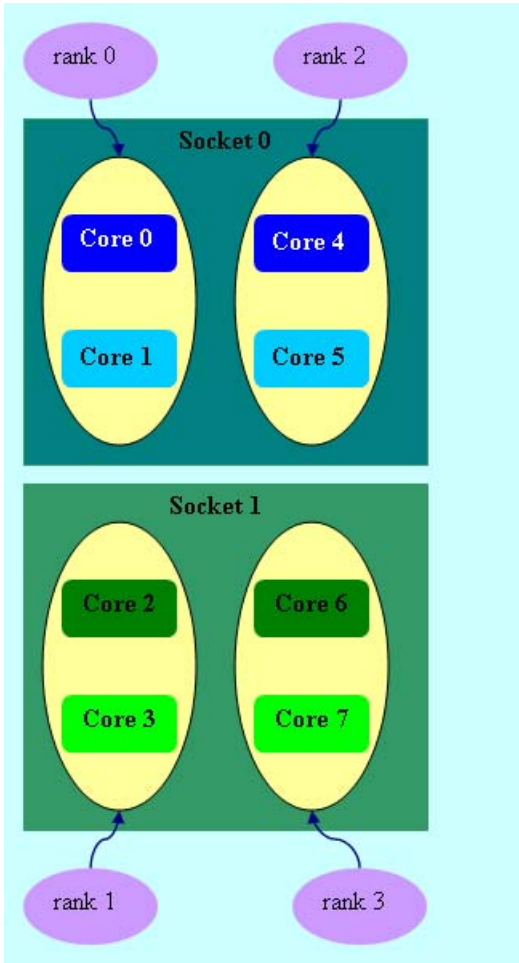 rank 0
rank 2
Socket 0
Core 0
Core 4
Core 1
Core 5
Socket 1
Core 2
Core 6
Core 3
Core 7
rank 1
rank 3